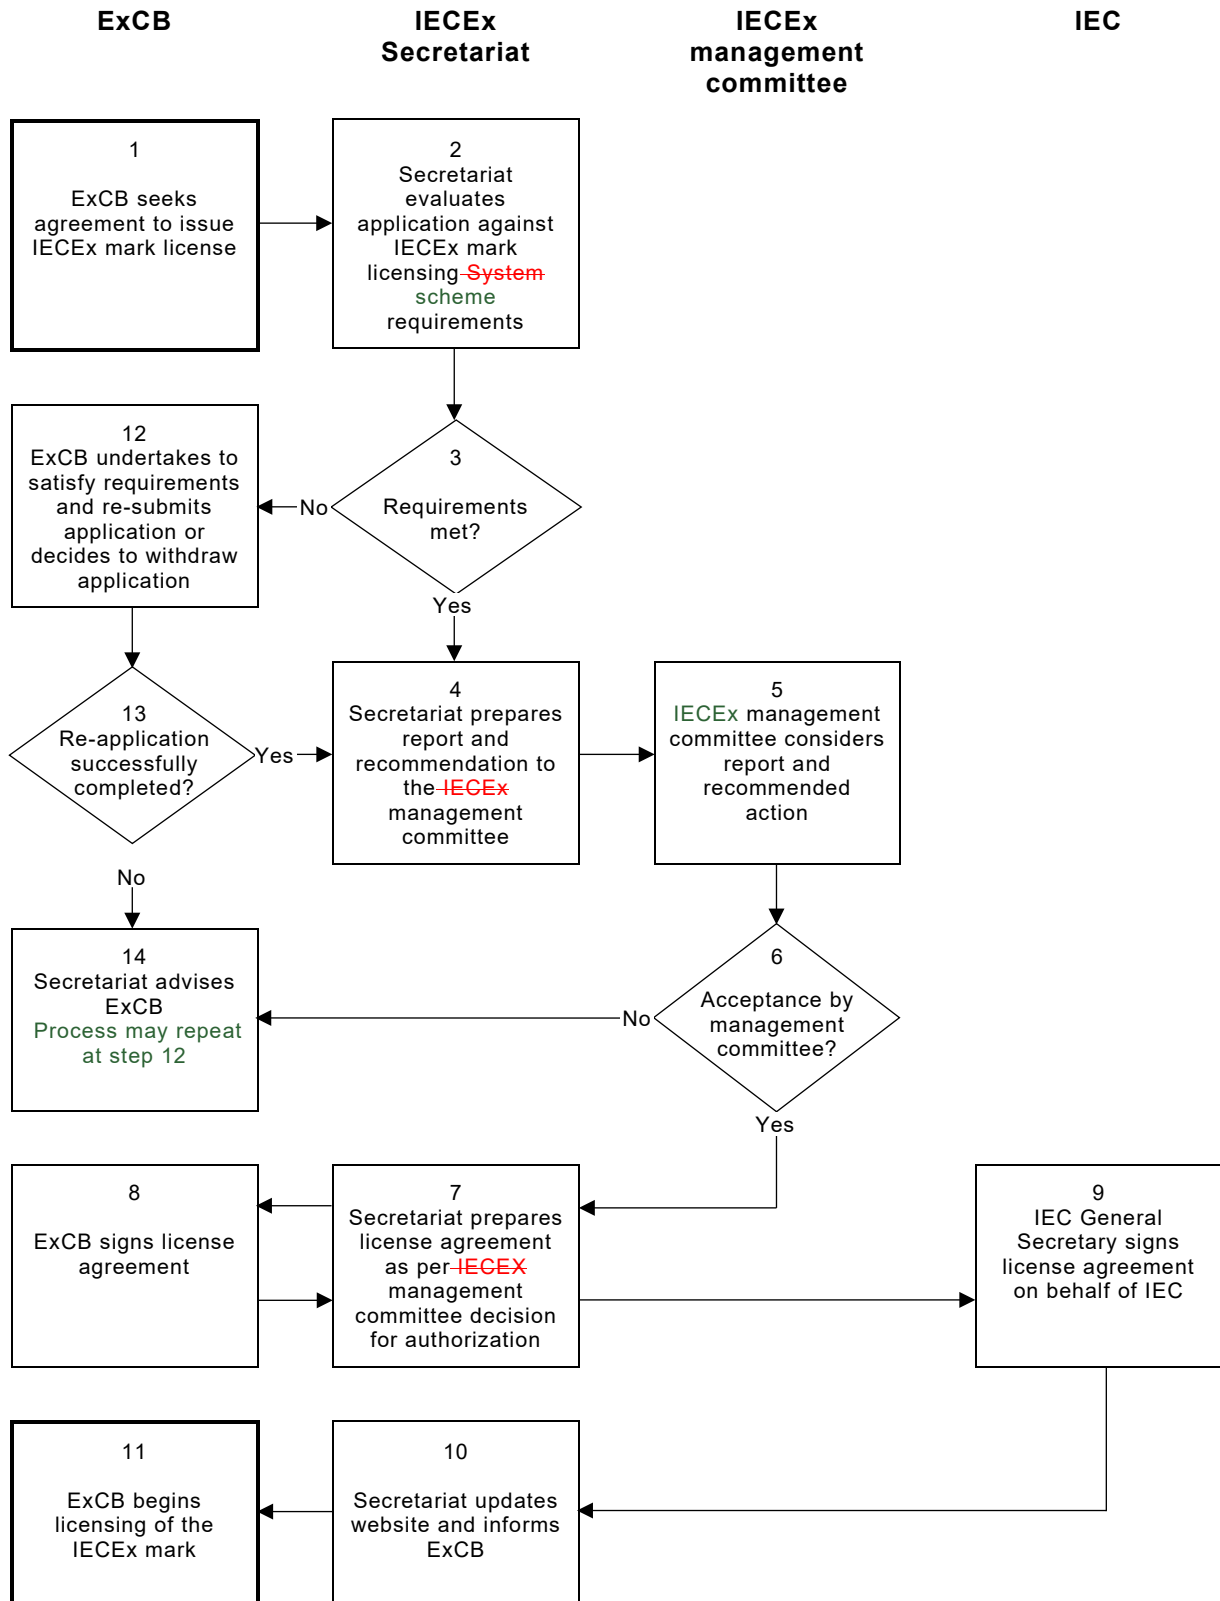 ExCB
IECEx
Secretariat
IECEx
management
committee
IEC
1
ExCB seeks
agreement to issue
IECEx mark license
2
Secretariat
evaluates
application against
IECEx mark
licensing System
scheme
requirements
12
ExCB undertakes to
satisfy requirements
and re-submits
application or
decides to withdraw
application
No
3
Requirements
met?
Yes
13
Re-application
successfully
completed?
Yes
4
Secretariat prepares
report and
recommendation to
the IECEx
management
committee
5
IECEx management
committee considers
report and
recommended
action
No
14
Secretariat advises
ExCB
Process may repeat
at step 12
No
6
Acceptance by
management
committee?
Yes
8
ExCB signs license
agreement
7
Secretariat prepares
license agreement
as per IECEX
management
committee decision
for authorization
9
IEC General
Secretary signs
license agreement
on behalf of IEC
11
ExCB begins
licensing of the
IECEx mark
10
Secretariat updates
website and informs
ExCB